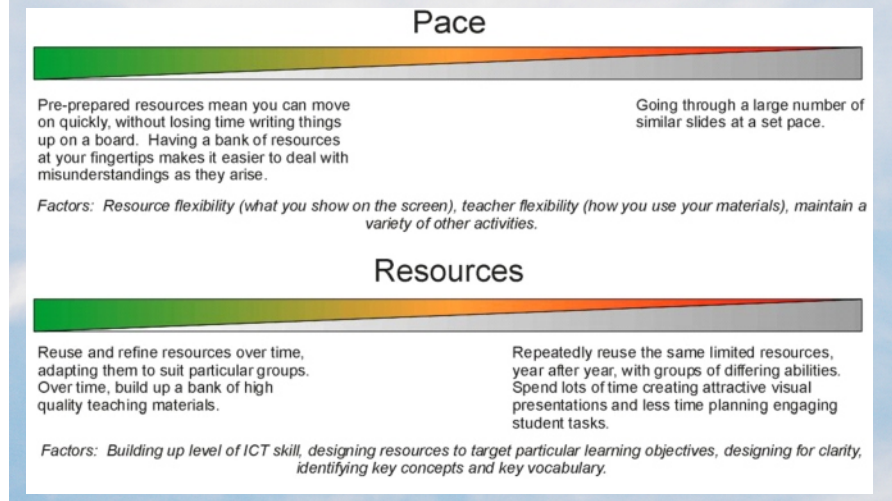 Pace
Pre-prepared resources mean you can move
on quickly, without losing time writing things
up on a board.  Having a bank of resources
at your fingertips makes it easier to deal with
misunderstandings as they arise.
Going through a large number of
similar slides at a set pace.
Factors:  Resource flexibility (what you show on the screen), teacher flexibility (how you use your materials), maintain a
variety of other activities.
Resources
Reuse and refine resources over time,
adapting them to suit particular groups.
Over time, build up a bank of high
quality teaching materials.
Repeatedly reuse the same limited resources,
year after year, with groups of differing abilities.
Spend lots of time creating attractive visual
presentations and less time planning engaging
student tasks.
Factors:  Building up level of ICT skill, designing resources to target particular learning objectives, designing for clarity,
identifying key concepts and key vocabulary.